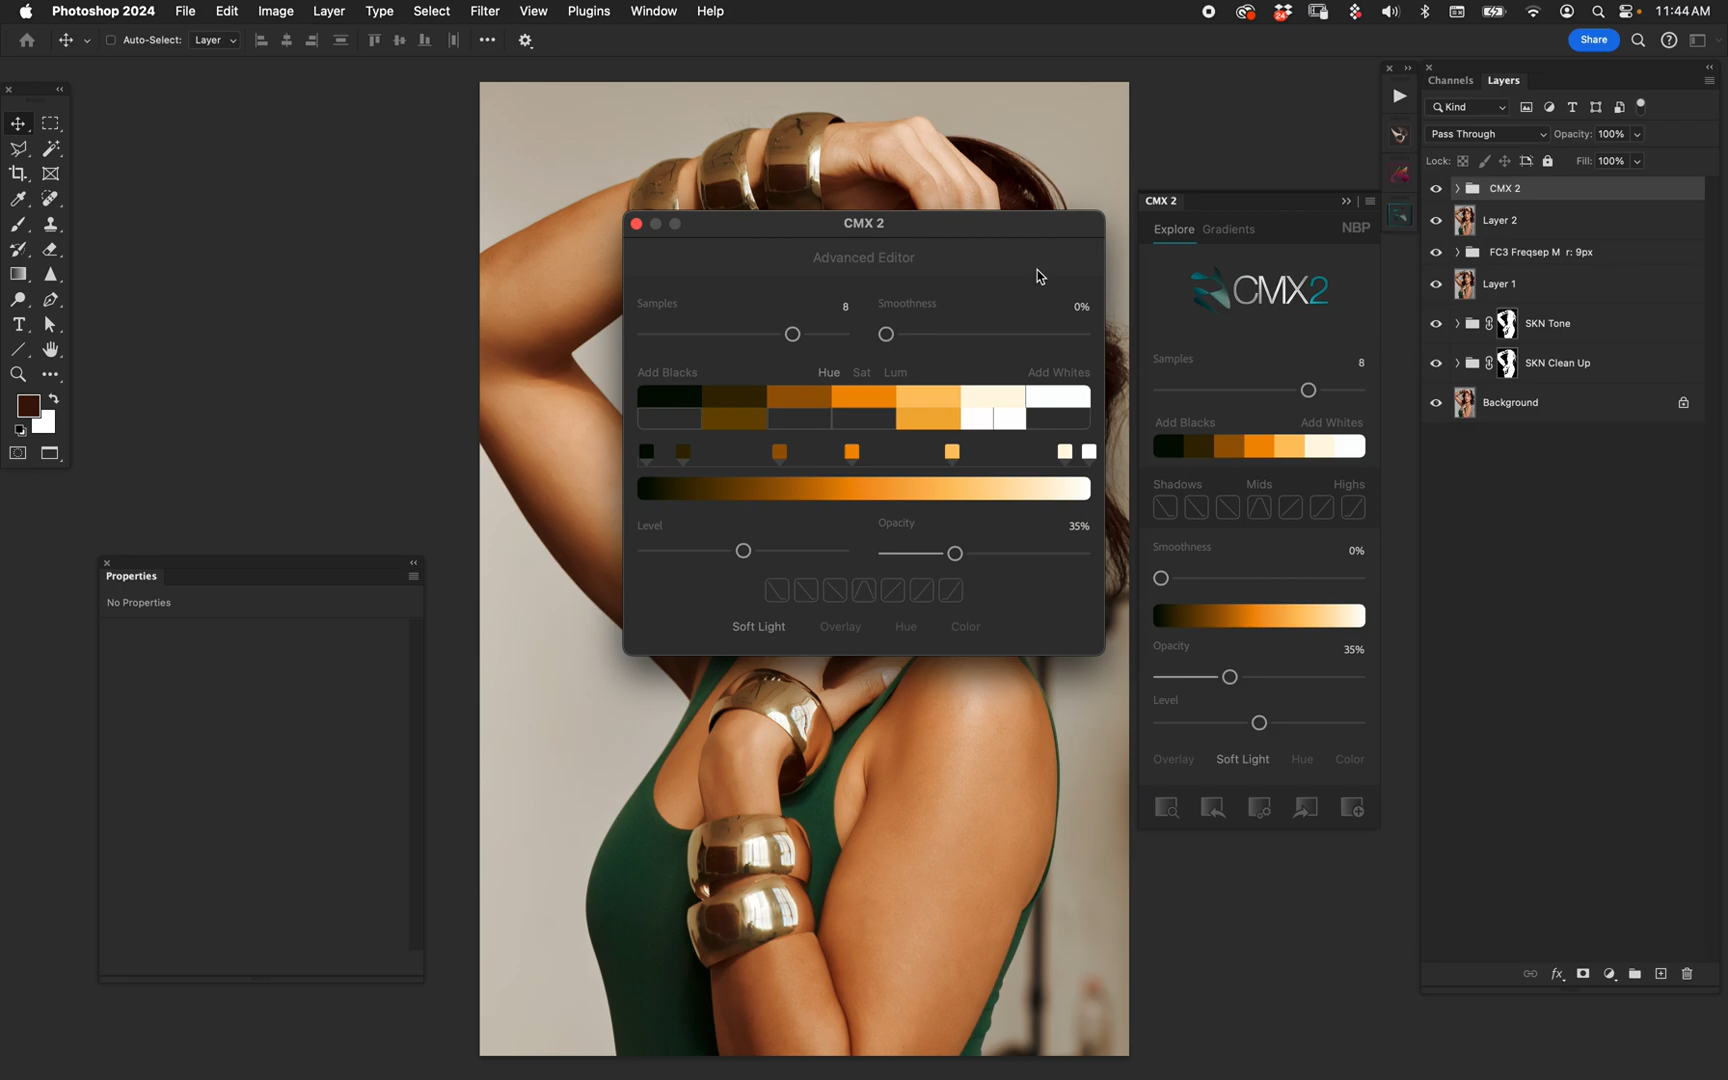 Photoshop 2024 File Edit Image Layer Type Select Filter View Plugins Window Help 24 11:44 AM
Auto-Select: Layer Share
Channels Layers
Kind
Pass Through Opacity: 100%
Lock: Fill: 100%
CMX 2
Layer 2
FC3 Freqsep M r: 9px
Layer 1
SKN Tone
SKN Clean Up
Background
CMX 2
Advanced Editor
Samples 8 Smoothness 0%
Add Blacks Hue Sat Lum Add Whites
Level Opacity 35%
Soft Light Overlay Hue Color
CMX 2
Explore Gradients NBP
CMX2
Samples 8
Add Blacks Add Whites
Shadows Mids Highs
Smoothness 0%
Opacity 35%
Level
Overlay Soft Light Hue Color
Properties
No Properties
T
fx